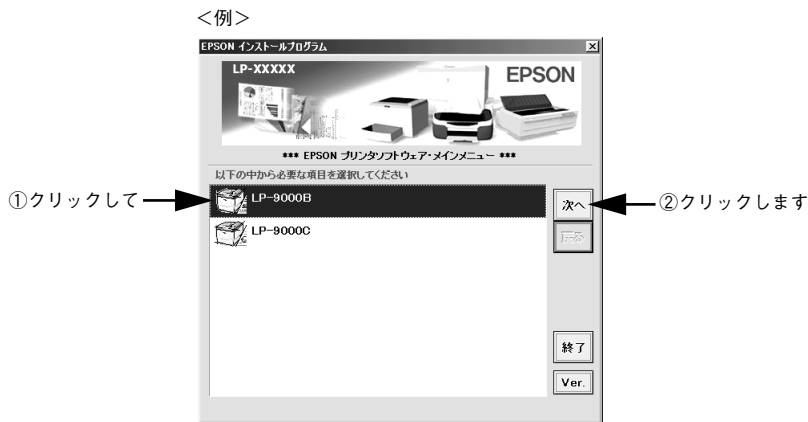 ＜例＞
EPSON インストールプログラム
LP-XXXXX
EPSON
*** EPSON プリンタソフトウェア・メインメニュー ***
以下の中から必要な項目を選択してください
①クリックして
LP-9000B
次へ
②クリックします
LP-9000C
戻る
終了
Ver.